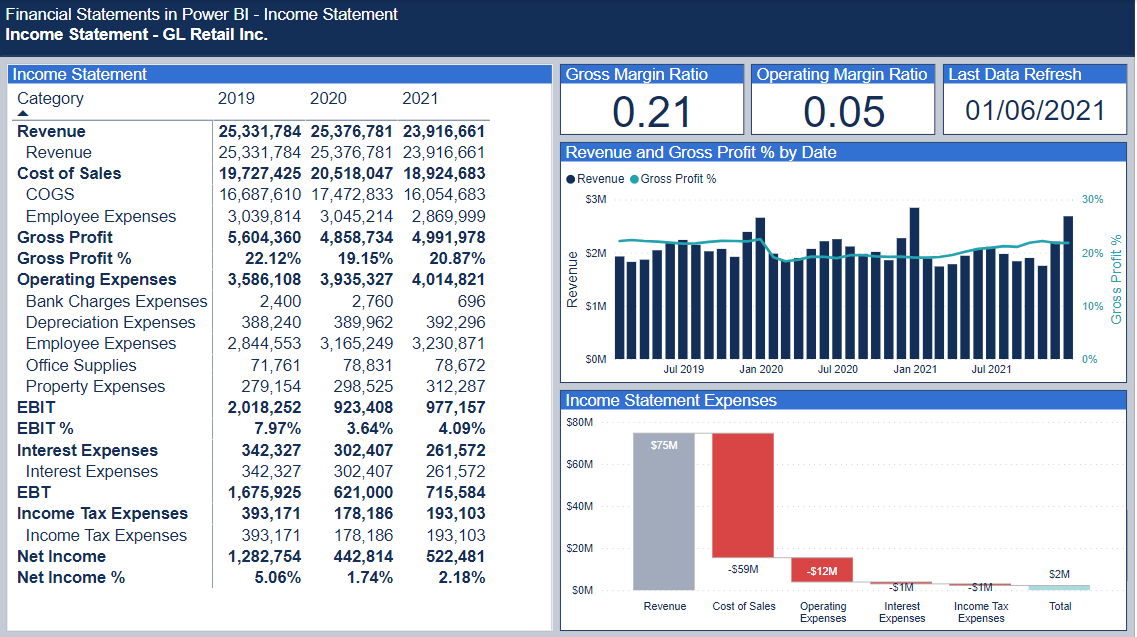 Financial Statements in Power BI - Income Statement
Income Statement - GL Retail Inc.
Income Statement
Category 2019 2020 2021
Revenue 25,331,784 25,376,781 23,916,661
Revenue 25,331,784 25,376,781 23,916,661
Cost of Sales 19,727,425 20,518,047 18,924,683
COGS 16,687,610 17,472,833 16,054,683
Employee Expenses 3,039,814 3,045,214 2,869,999
Gross Profit 5,604,360 4,858,734 4,991,978
Gross Profit % 22.12% 19.15% 20.87%
Operating Expenses 3,586,108 3,935,327 4,014,821
Bank Charges Expenses 2,400 2,760 696
Depreciation Expenses 388,240 389,962 392,296
Employee Expenses 2,844,553 3,165,249 3,230,871
Office Supplies 71,761 78,831 78,672
Property Expenses 279,154 298,525 312,287
EBIT 2,018,252 923,408 977,157
EBIT % 7.97% 3.64% 4.09%
Interest Expenses 342,327 302,407 261,572
Interest Expenses 342,327 302,407 261,572
EBT 1,675,925 621,000 715,584
Income Tax Expenses 393,171 178,186 193,103
Income Tax Expenses 393,171 178,186 193,103
Net Income 1,282,754 442,814 522,481
Net Income % 5.06% 1.74% 2.18%
Gross Margin Ratio
0.21
Operating Margin Ratio
0.05
Last Data Refresh
01/06/2021
Revenue and Gross Profit % by Date
Revenue Gross Profit %
$3M 30%
$2M 20%
$1M 10%
$0M 0%
Revenue
Gross Profit %
Jul 2019 Jan 2020 Jul 2020 Jan 2021 Jul 2021
Income Statement Expenses
$80M
$60M
$40M
$20M
$0M
$75M
-$59M
-$12M
-$1M
-$1M
$2M
Revenue
Cost of Sales
Operating
Expenses
Interest
Expenses
Income Tax
Expenses
Total